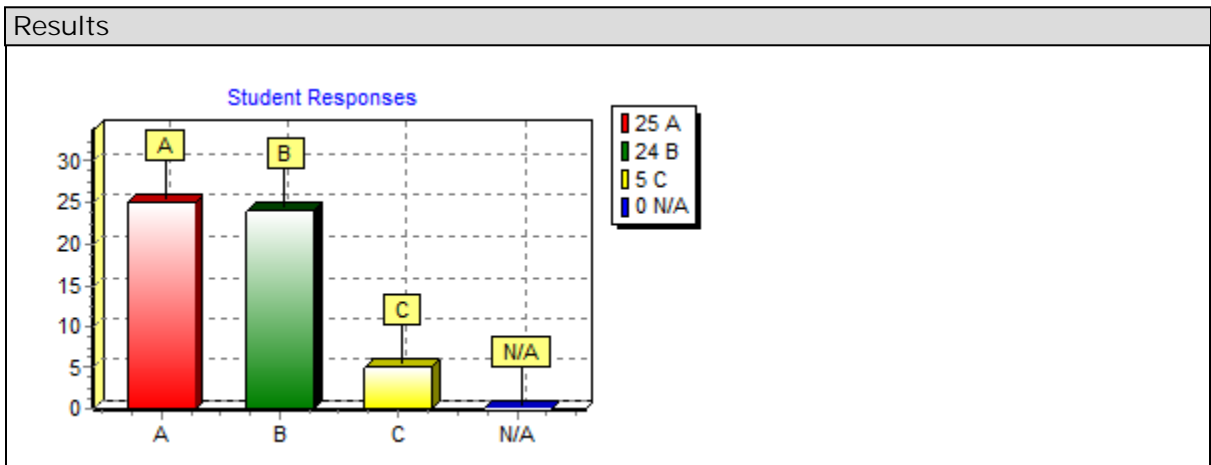 Results
Student Responses
25 A
24 B
5 C
0 N/A
A
B
C
N/A
30
25
20
15
10
5
0
A
B
C
N/A